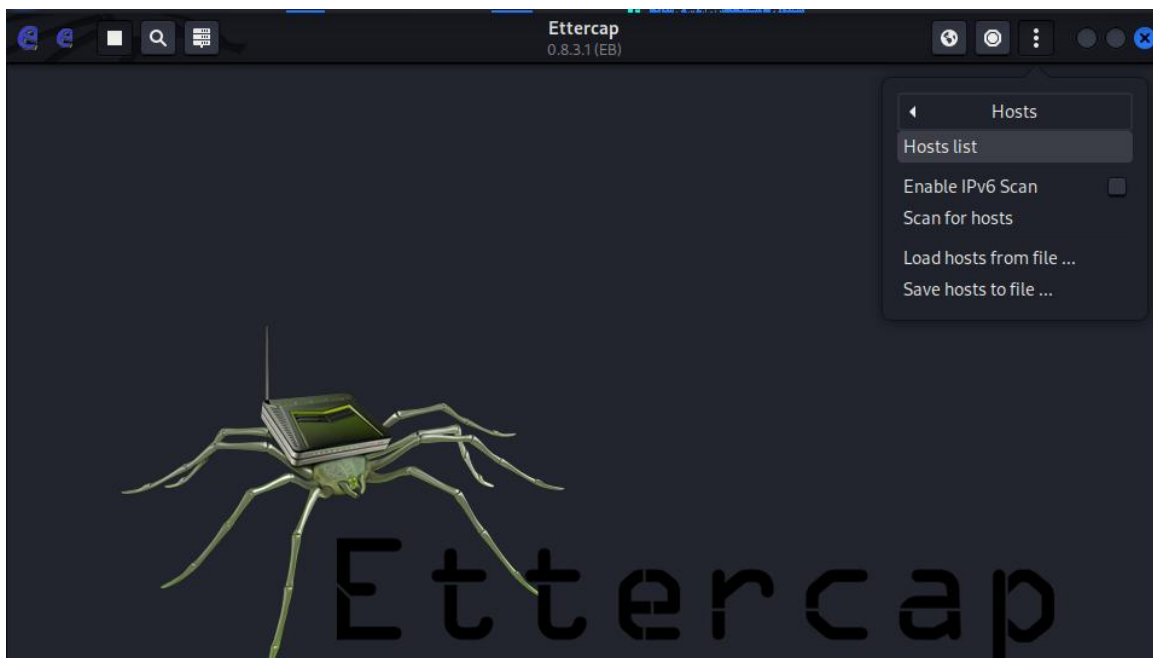 Ettercap
0.8.3.1 (EB)
Hosts
Hosts list
Enable IPv6 Scan
Scan for hosts
Load hosts from file ...
Save hosts to file ...
Ettercap